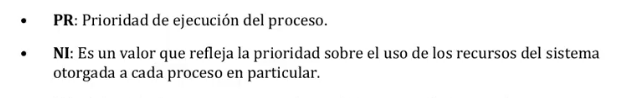 • PR: Prioridad de ejecución del proceso.
• NI: Es un valor que refleja la prioridad sobre el uso de los recursos del sistema
otorgada a cada proceso en particular.